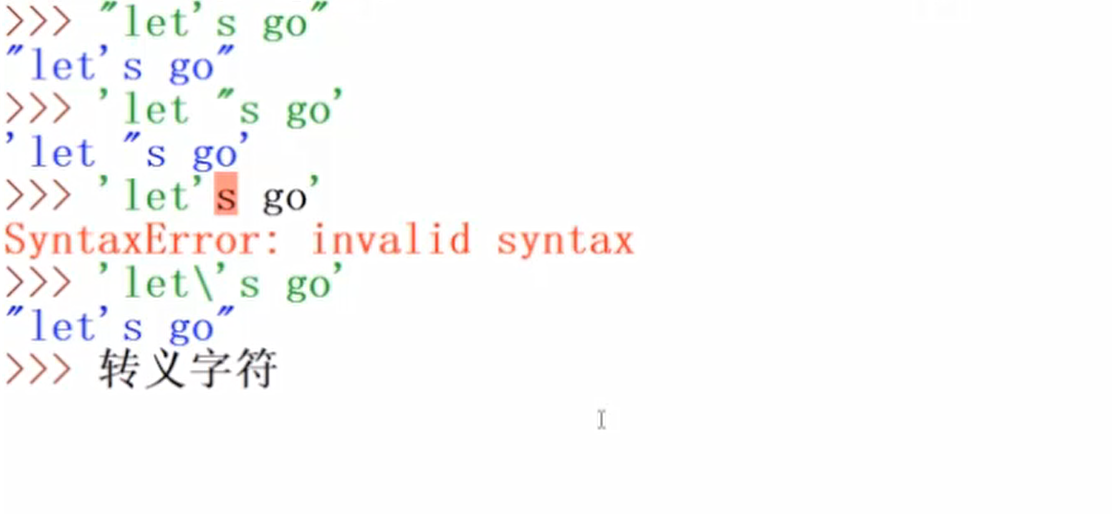 >>> "let's go"
"let's go"
>>> 'let "s go'
'let "s go'
>>> 'let's go'
SyntaxError: invalid syntax
>>> 'let\'s go'
"let's go"
>>> 转义字符